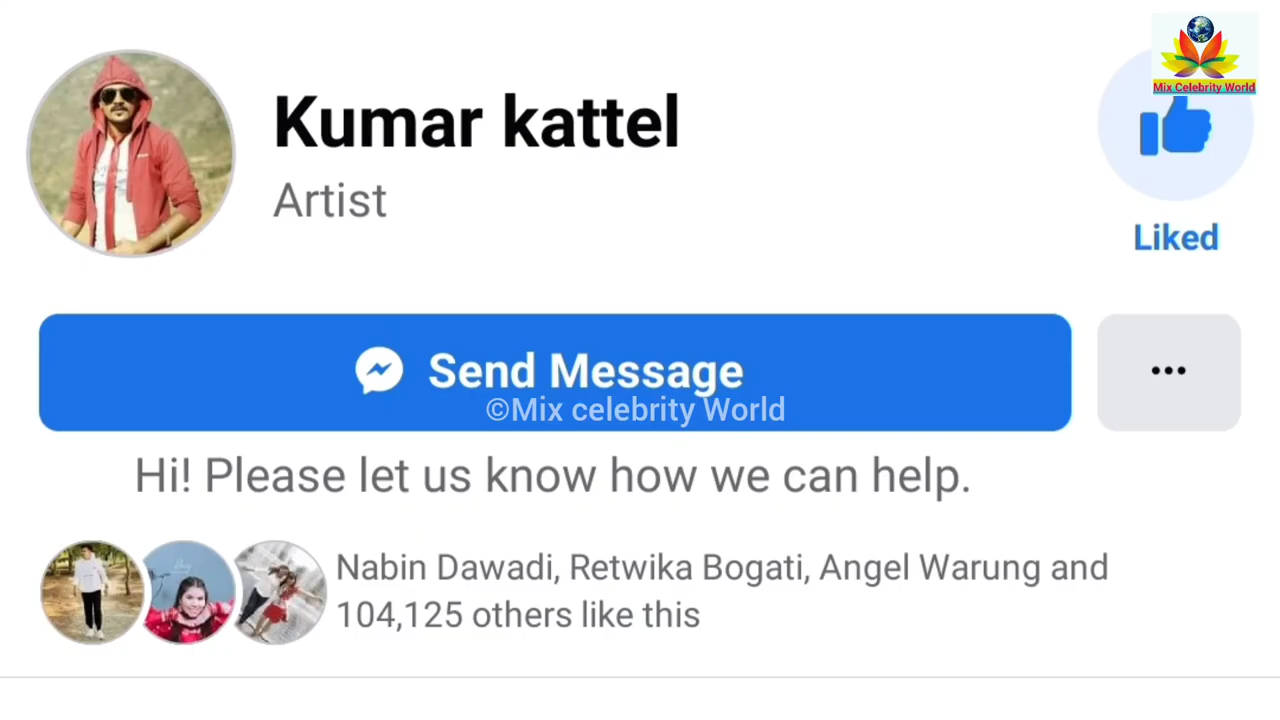 Mix Celebrity World
Kumar kattel
Artist
Liked
Send Message
©Mix celebrity World
Hi! Please let us know how we can help.
Nabin Dawadi, Retwika Bogati, Angel Warung and
104,125 others like this